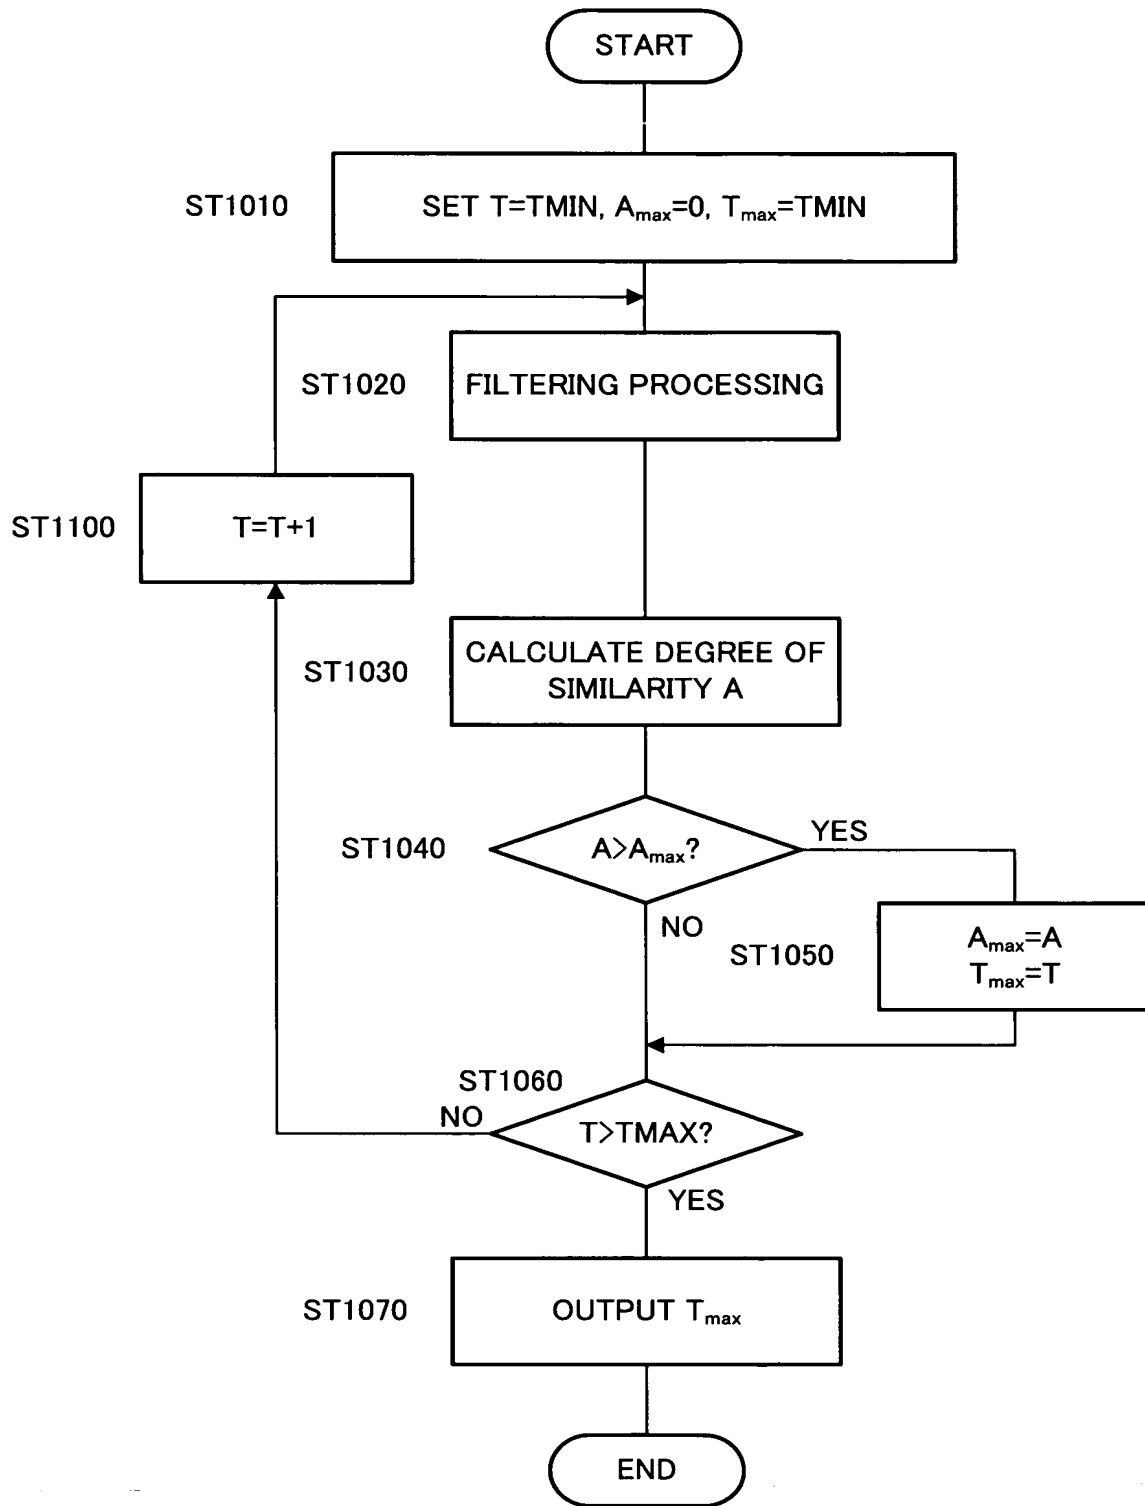 START
ST1010
SET T=TMIN, Amax=0, Tmax=TMIN
ST1020
FILTERING PROCESSING
ST1100
T=T+1
ST1030
CALCULATE DEGREE OF
SIMILARITY A
ST1040
A>Amax?
YES
NO
ST1050
Amax=A
Tmax=T
ST1060
NO
T>TMAX?
YES
ST1070
OUTPUT Tmax
END